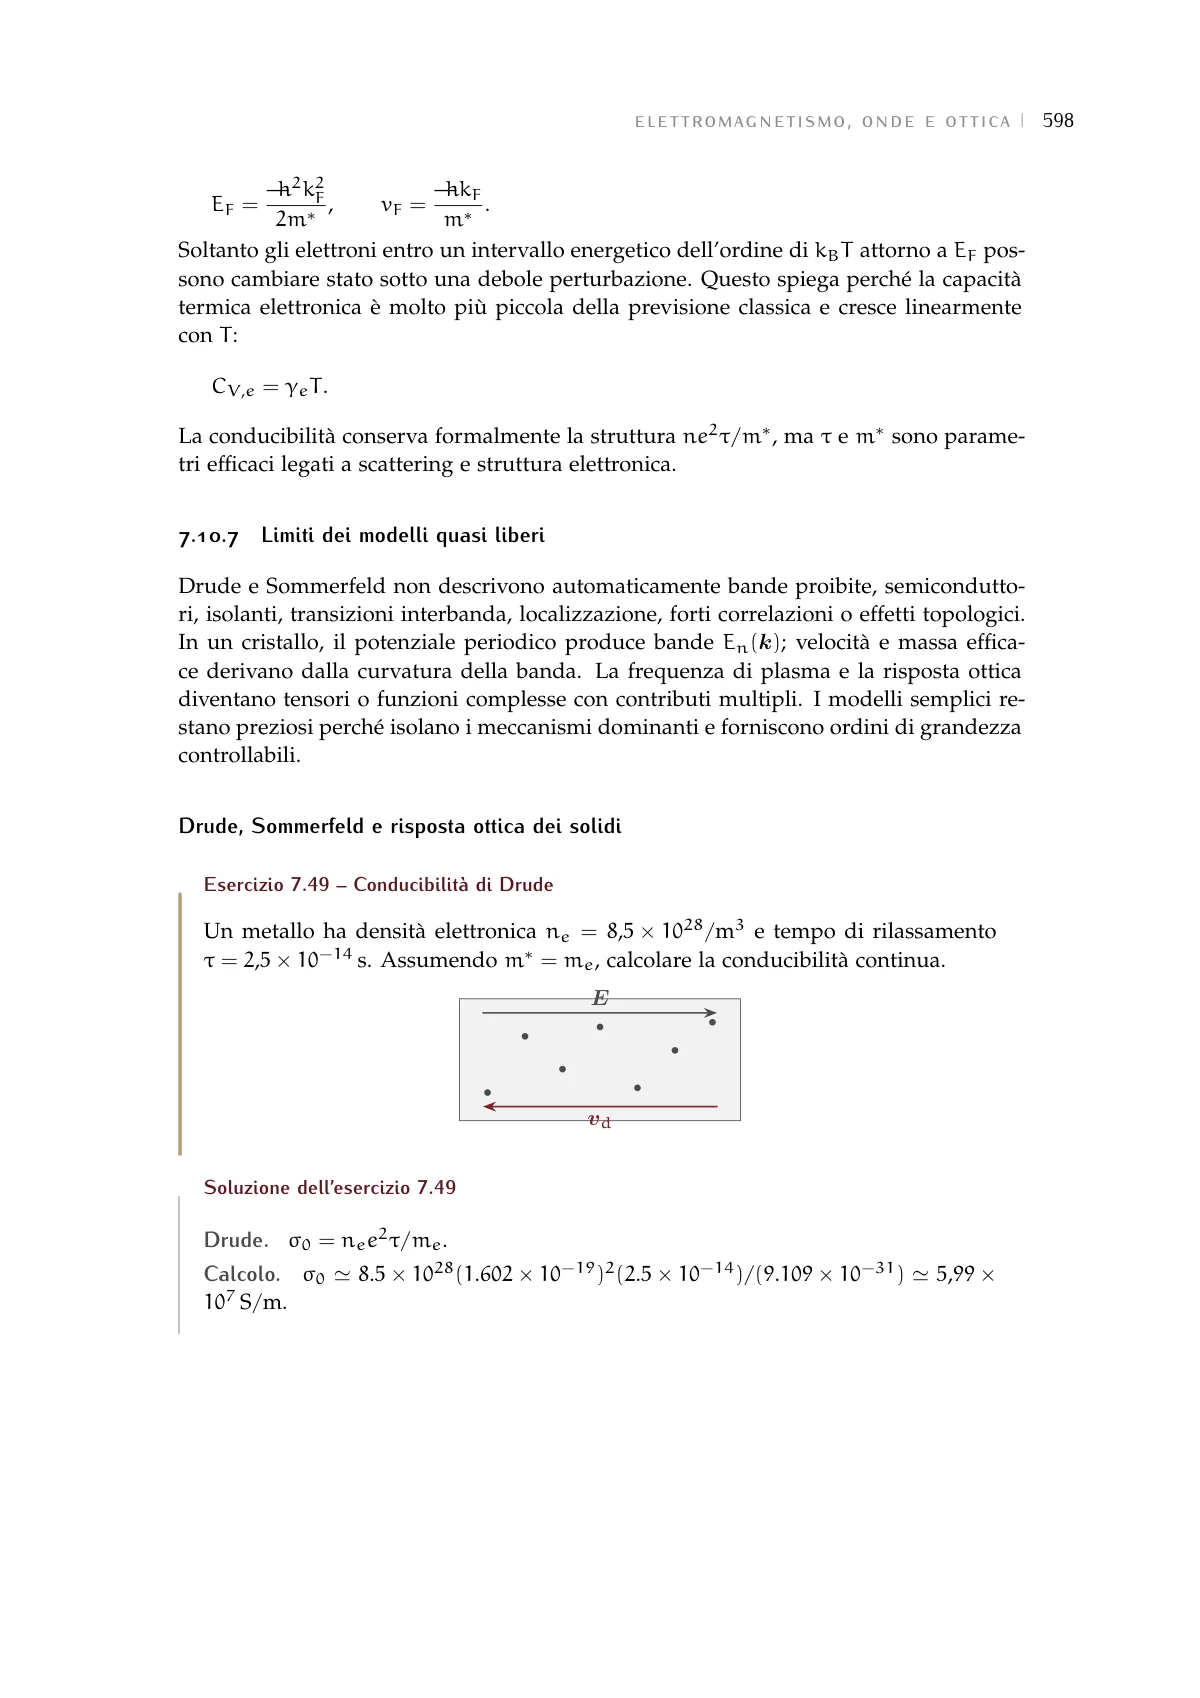 ELETTROMAGNETISMO, ONDE E OTTICA | 598
E_F = ħ²k_F²/2m*, v_F = ħk_F/m*.
Soltanto gli elettroni entro un intervallo energetico dell'ordine di k_BT attorno a E_F pos-
sono cambiare stato sotto una debole perturbazione. Questo spiega perché la capacità
termica elettronica è molto più piccola della previsione classica e cresce linearmente
con T:
C_{V,e} = γ_eT.
La conducibilità conserva formalmente la struttura ne²τ/m*, ma τ e m* sono parame-
tri efficaci legati a scattering e struttura elettronica.
7.10.7 Limiti dei modelli quasi liberi
Drude e Sommerfeld non descrivono automaticamente bande proibite, semicondutto-
ri, isolanti, transizioni interbanda, localizzazione, forti correlazioni o effetti topologici.
In un cristallo, il potenziale periodico produce bande E_n(k); velocità e massa effica-
ce derivano dalla curvatura della banda. La frequenza di plasma e la risposta ottica
diventano tensori o funzioni complesse con contributi multipli. I modelli semplici re-
stano preziosi perché isolano i meccanismi dominanti e forniscono ordini di grandezza
controllabili.
Drude, Sommerfeld e risposta ottica dei solidi
Esercizio 7.49 – Conducibilità di Drude
Un metallo ha densità elettronica n_e = 8,5 × 10²⁸/m³ e tempo di rilassamento
τ = 2,5 × 10⁻¹⁴ s. Assumendo m* = m_e, calcolare la conducibilità continua.
E
v_d
Soluzione dell'esercizio 7.49
Drude. σ₀ = n_ee²τ/m_e.
Calcolo. σ₀ ≃ 8.5 × 10²⁸(1.602 × 10⁻¹⁹)²(2.5 × 10⁻¹⁴)/(9.109 × 10⁻³¹) ≃ 5,99 ×
10⁷ S/m.